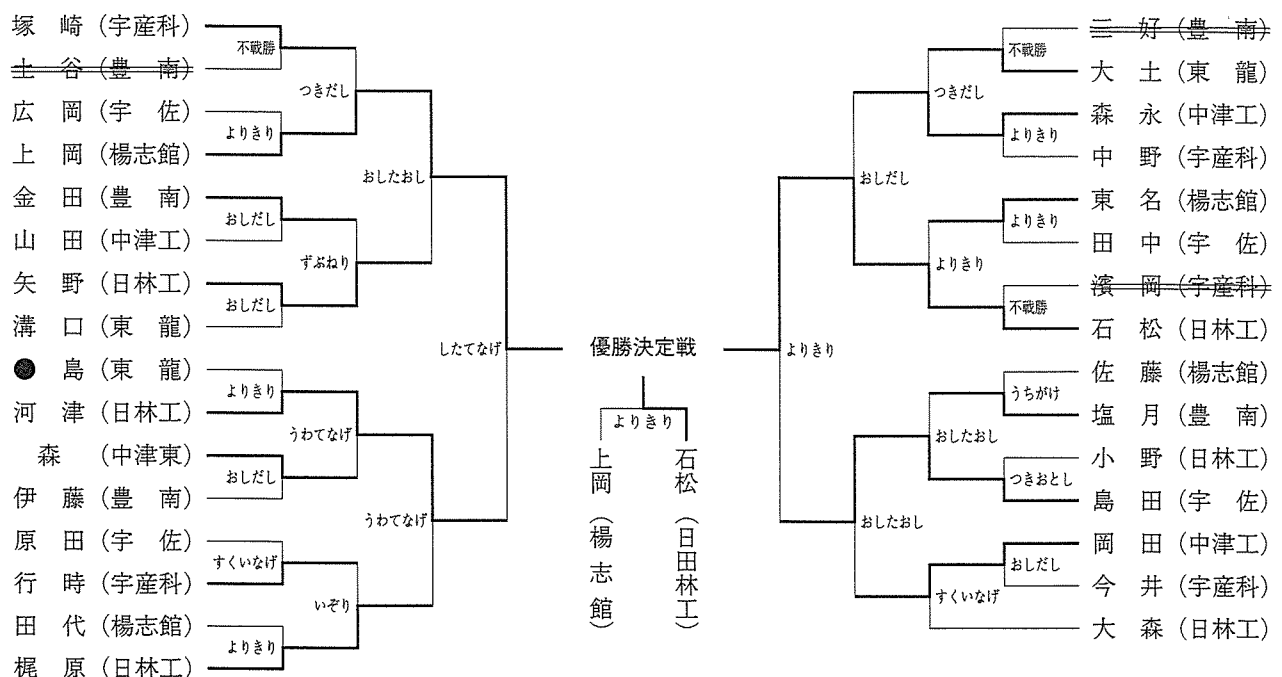 塚崎（宇産科）
不戦勝
土谷（豊南）
つきだし
広岡（宇佐）
よりきり
上岡（楊志館）
おしたおし
金田（豊南）
おしだし
山田（中津工）
ずぶねり
矢野（日林工）
おしだし
溝口（東龍）
したてなげ
●島（東龍）
よりきり
河津（日林工）
うわてなげ
森（中津東）
おしだし
伊藤（豊南）
うわてなげ
原田（宇佐）
すくいなげ
行時（宇産科）
いぞり
田代（楊志館）
よりきり
梶原（日林工）
優勝決定戦
よりきり
上岡（楊志館）
石松（日田林工）
三好（豊南）
不戦勝
大土（東龍）
つきだし
森永（中津工）
よりきり
中野（宇産科）
おしだし
東名（楊志館）
よりきり
田中（宇佐）
よりきり
濱岡（宇産科）
不戦勝
石松（日林工）
よりきり
佐藤（楊志館）
うちがけ
塩月（豊南）
おしたおし
小野（日林工）
つきおとし
島田（宇佐）
おしたおし
岡田（中津工）
おしだし
今井（宇産科）
すくいなげ
大森（日林工）